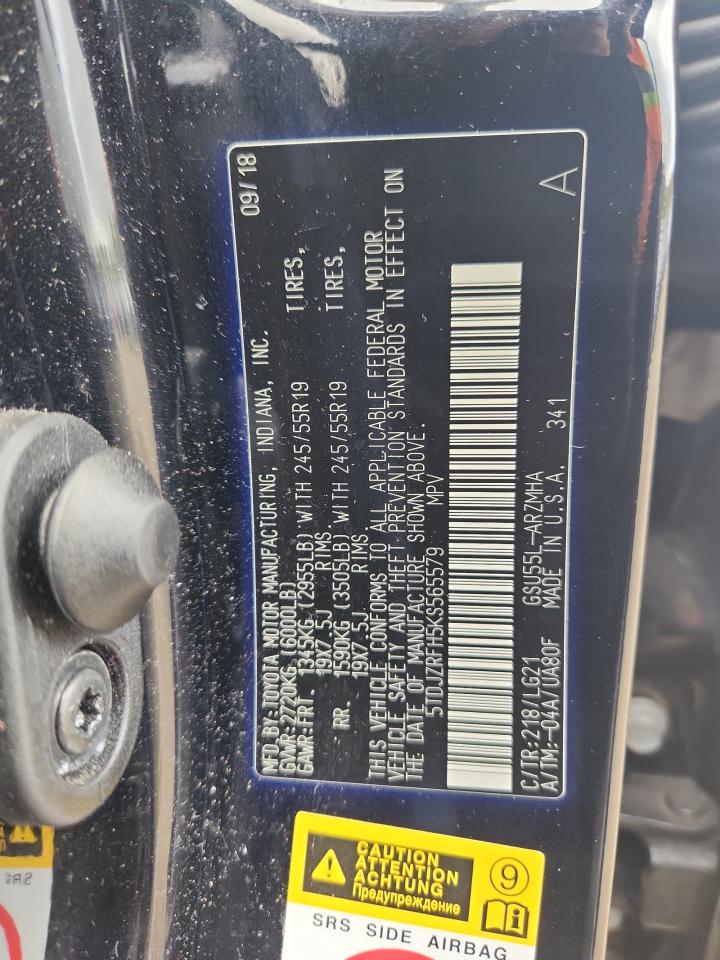 MFD.BY:TOYOTA MOTOR MANUFACTURING, INDIANA, INC. 09/18
GVWR:2720KG (6000LB)
GAWR:FRT. 1345KG (2955LB) WITH 245/55R19 TIRES,
19X7.5J RIMS.
RR. 1590KG (3505LB) WITH 245/55R19 TIRES,
19X7.5J RIMS.
THIS VEHICLE CONFORMS TO ALL APPLICABLE FEDERAL MOTOR
VEHICLE SAFETY AND THEFT PREVENTION STANDARDS IN EFFECT ON
THE DATE OF MANUFACTURE SHOWN ABOVE.
5TDJZRFH5KS565579 MPV
C/TR:218/LG21 GSU55L-ARZMHA
A/TM:-04A/UA80F MADE IN U.S.A. 341 A
CAUTION
ATTENTION
ACHTUNG
Предупреждение
9
SRS SIDE AIRBAG
SRS